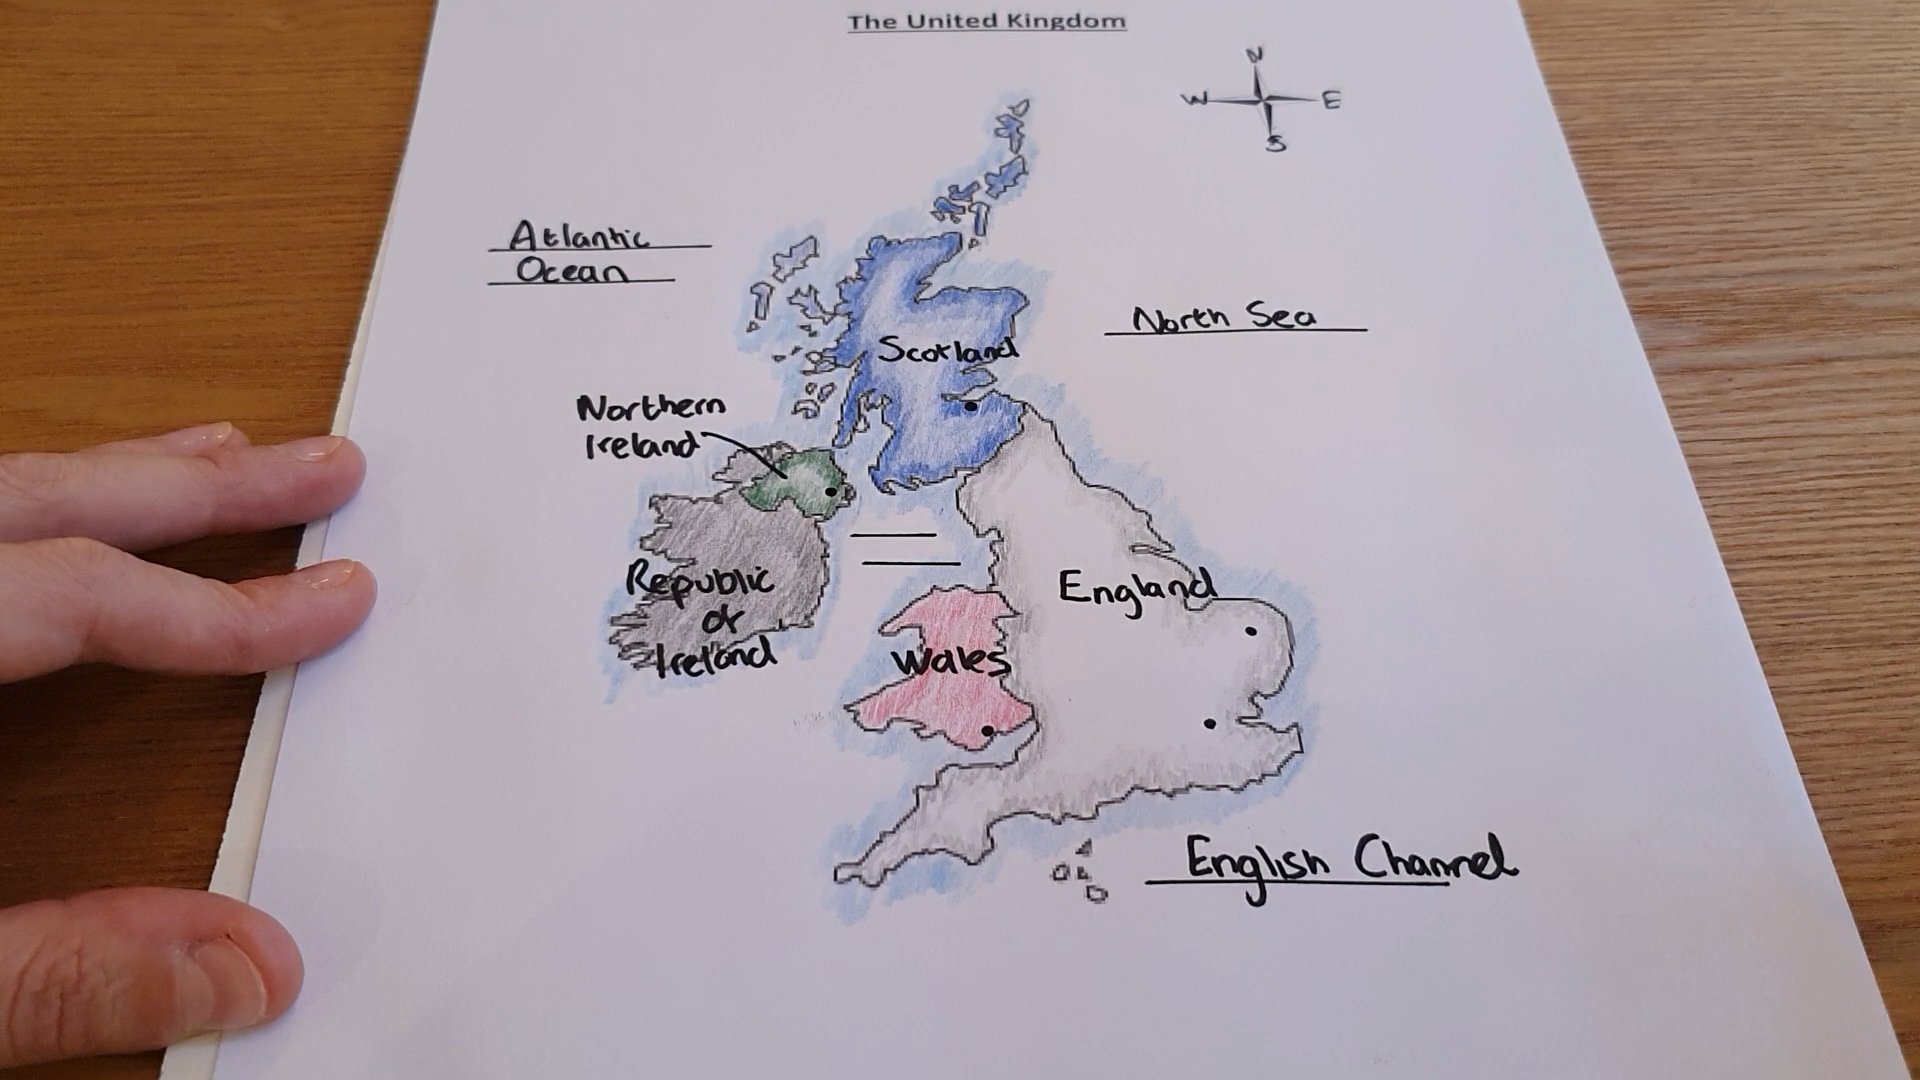 The United Kingdom
N
W E
S
Atlantic
Ocean
North Sea
Scotland
Northern
Ireland
Republic
of
Ireland
England
Wales
English Channel